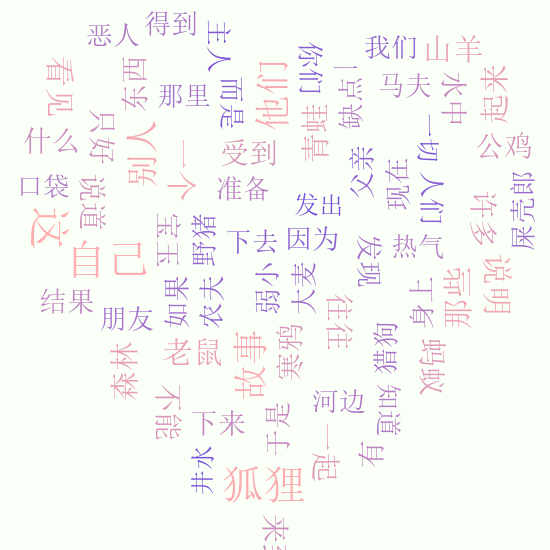 得到
恶人
主人
你们
我们
山羊
看见
东西
那里
而是
他们
缺点
一
马夫
水中
起来
什么
只好
别人
一个
受到
青蛙
一切
公鸡
口袋
说道
准备
父亲
现在
人们
许多
屎壳郎
这
自己
宝玉
野猪
发出
下去
因为
发现
热气
结果
朋友
如果
农夫
弱小
大麦
往往
上身
那些
说明
森林
老鼠
故事
寒鸦
猎狗
蚂蚁
不能
下来
于是
河边
知道
井水
狐狸
一起
有